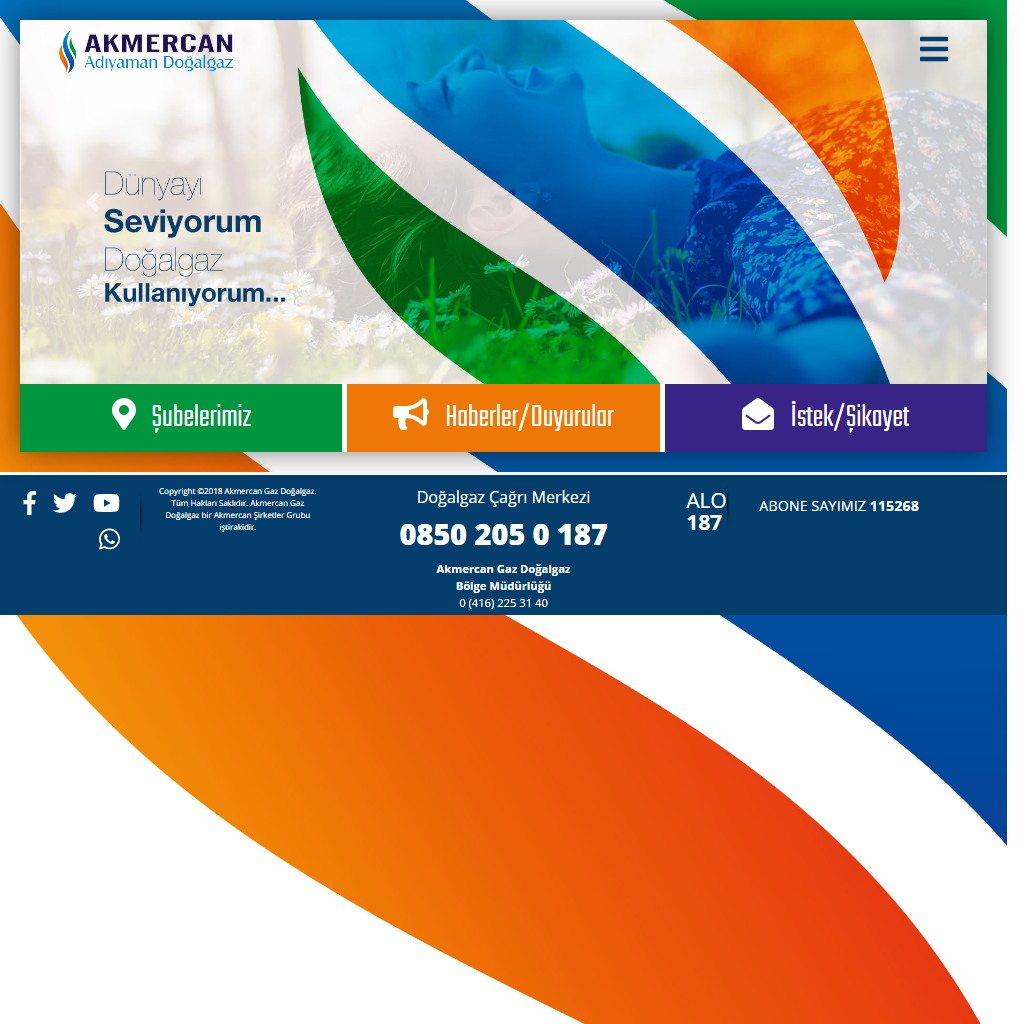 AKMERCAN
Adıyaman Doğalgaz
Dünyayı
Seviyorum
Doğalgaz
Kullanıyorum...
Şubelerimiz
Haberler/Duyurular
İstek/Şikayet
Copyright ©2018 Akmercan Gaz Doğalgaz.
Tüm Hakları Saklıdır. Akmercan Gaz
Doğalgaz bir Akmercan Şirketler Grubu
iştirakidir.
Doğalgaz Çağrı Merkezi
0850 205 0 187
Akmercan Gaz Doğalgaz
Bölge Müdürlüğü
0 (416) 225 31 40
ALO
187
ABONE SAYIMIZ 115268